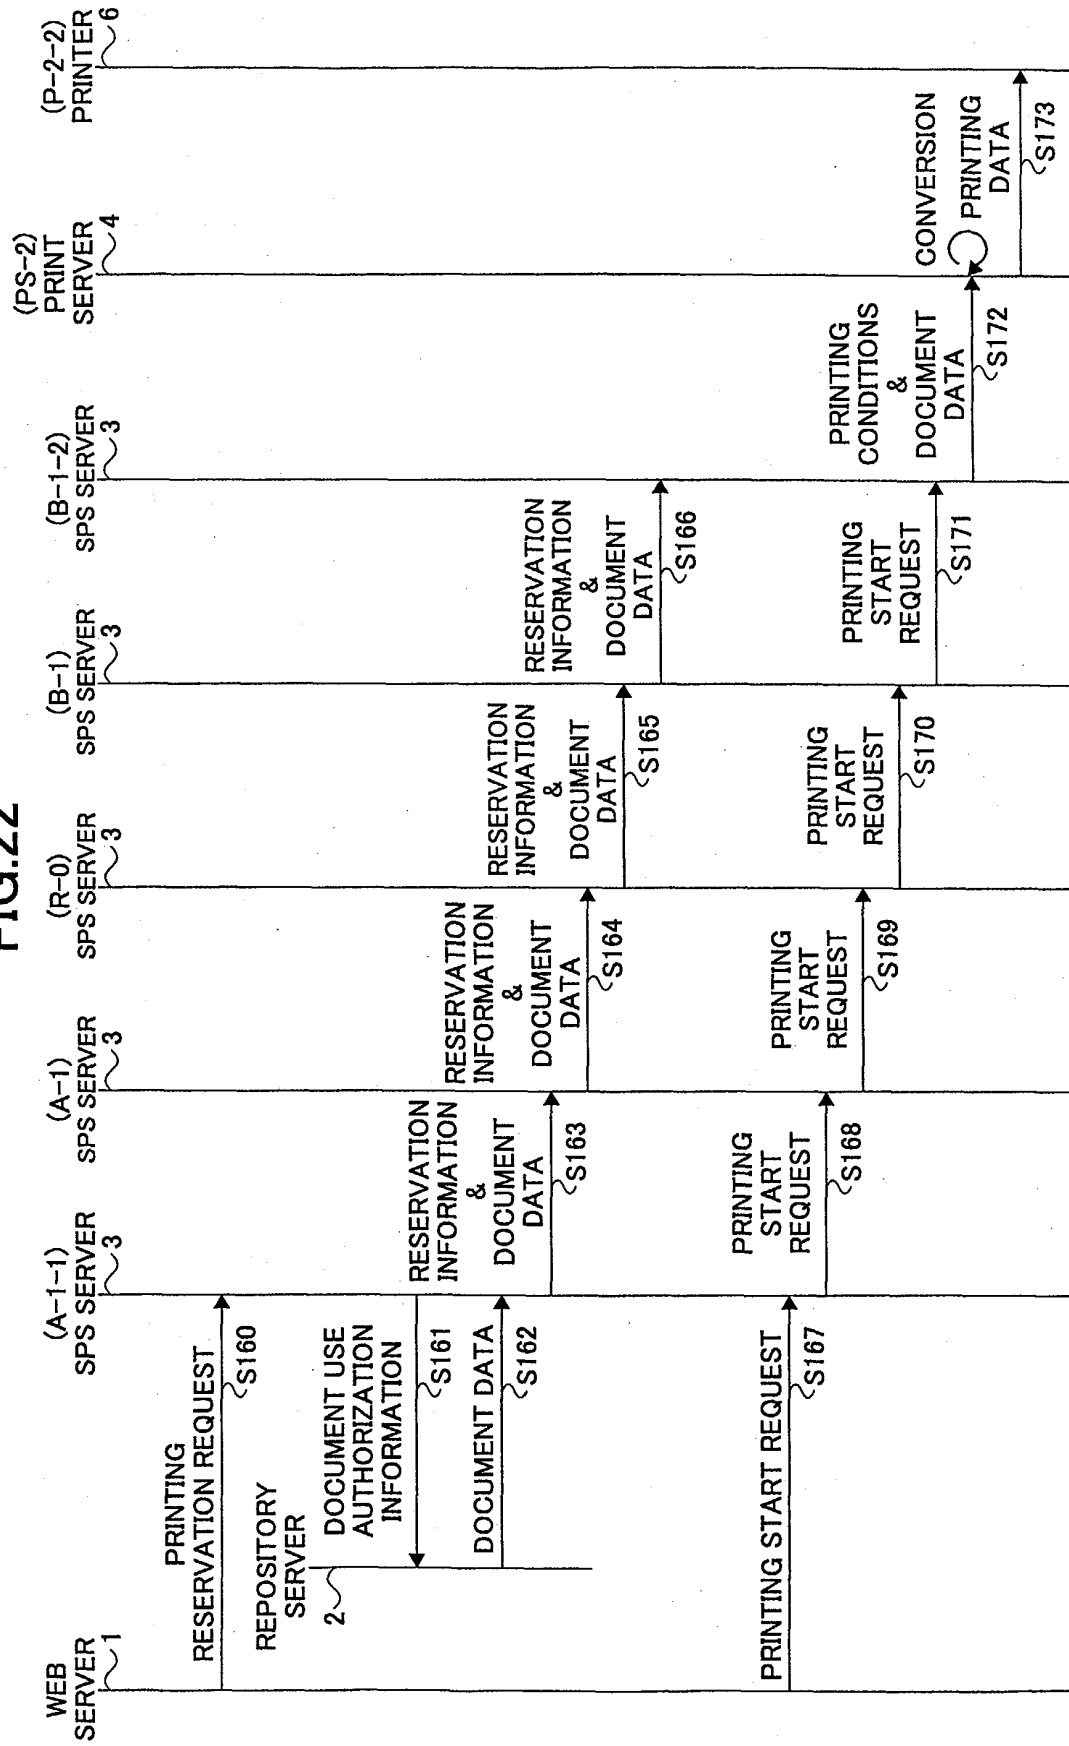 FIG.22
WEB
SERVER
1
(A-1-1)
SPS SERVER
3
(A-1)
SPS SERVER
3
(R-0)
SPS SERVER
3
(B-1)
SPS SERVER
3
(B-1-2)
SPS SERVER
3
(PS-2)
PRINT
SERVER
4
(P-2-2)
PRINTER
6
PRINTING
RESERVATION REQUEST
S160
REPOSITORY
SERVER
2
DOCUMENT USE
AUTHORIZATION
INFORMATION
S161
DOCUMENT DATA
S162
RESERVATION
INFORMATION
&
DOCUMENT
DATA
S163
RESERVATION
INFORMATION
&
DOCUMENT
DATA
S164
RESERVATION
INFORMATION
&
DOCUMENT
DATA
S165
RESERVATION
INFORMATION
&
DOCUMENT
DATA
S166
PRINTING START REQUEST
S167
PRINTING
START
REQUEST
S168
PRINTING
START
REQUEST
S169
PRINTING
START
REQUEST
S170
PRINTING
START
REQUEST
S171
PRINTING
CONDITIONS
&
DOCUMENT
DATA
S172
CONVERSION
PRINTING
DATA
S173